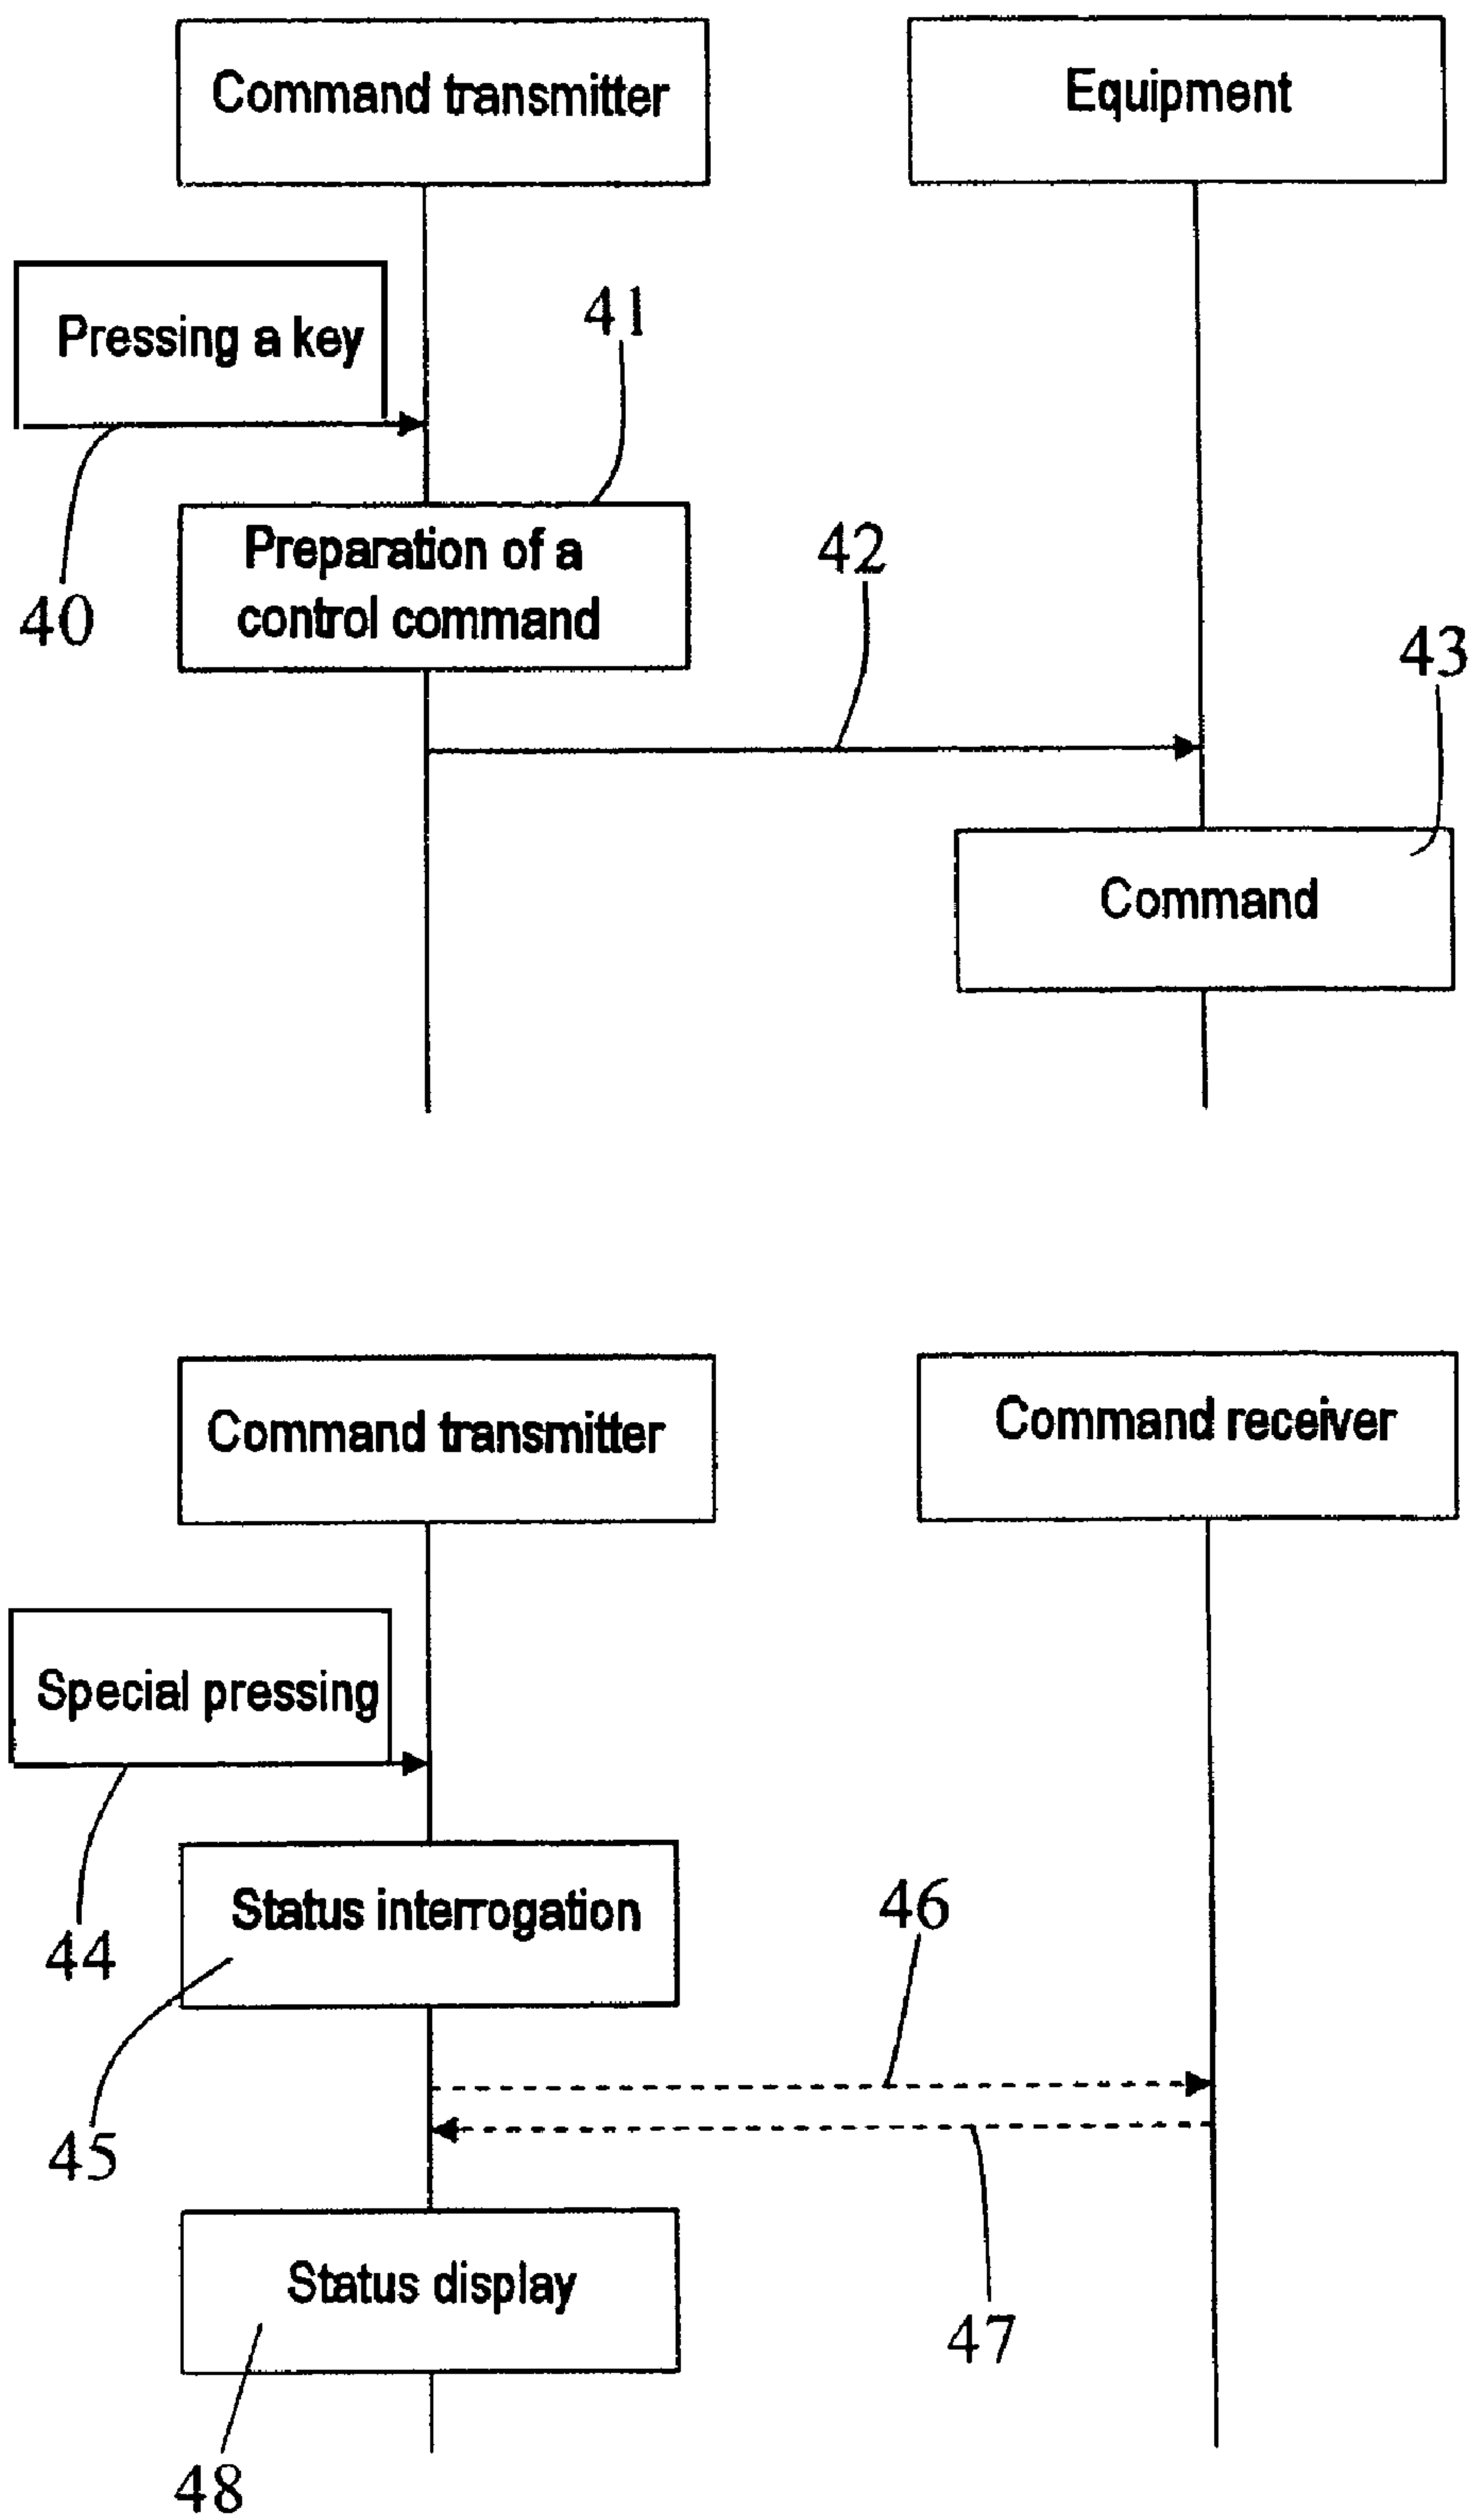 Command transmitter
Equipment
Pressing a key
41
40
Preparation of a
control command
42
43
Command
Command transmitter
Command receiver
Special pressing
44
Status interrogation
46
45
Status display
47
48